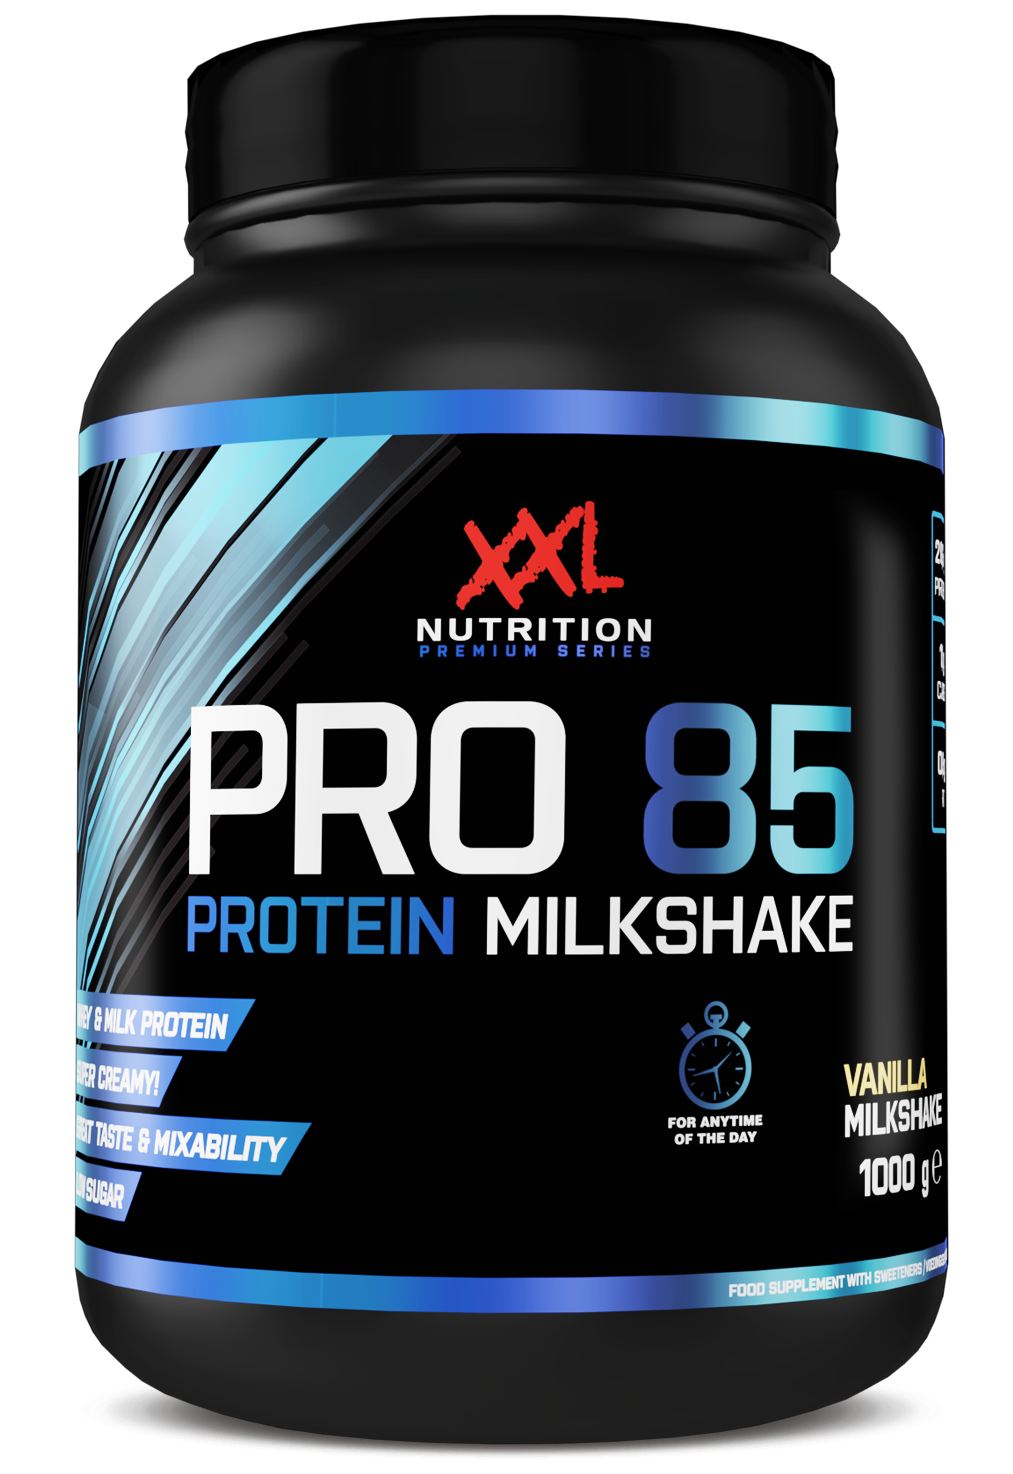 XXL
NUTRITION
PREMIUM SERIES
PRO 85
PROTEIN MILKSHAKE
& MILK PROTEIN
CREAMY!
TASTE & MIXABILITY
SUGAR
FOR ANYTIME
OF THE DAY
VANILLA
MILKSHAKE
1000 g e
FOOD SUPPLEMENT WITH SWEETENERS